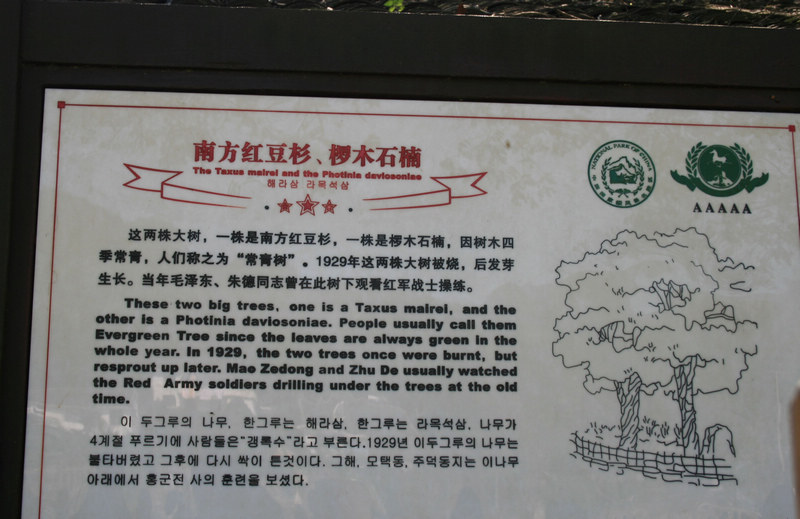 南方红豆杉、椤木石楠
The Taxus mairei and the Photinia daviosoniae
해라삼 라목석삼
NATIONAL PARK OF CHINA
AAAAA
这两株大树，一株是南方红豆杉，一株是椤木石楠，因树木四
季常青，人们称之为“常青树”。1929年这两株大树被烧，后发芽
生长。当年毛泽东、朱德同志曾在此树下观看红军战士操练。
These two big trees, one is a Taxus mairei, and the
other is a Photinia daviosoniae. People usually call them
Evergreen Tree since the leaves are always green in the
whole year. In 1929, the two trees once were burnt, but
resprout up later. Mao Zedong and Zhu De usually watched
the Red Army soldiers drilling under the trees at the old
time.
이 두그루의 나무, 한그루는 해라삼, 한그루는 라목석삼, 나무가
4계절 푸르기에 사람들은“갱록수”라고 부른다.1929년 이두그루의 나무는
불타버렸고 그후에 다시 싹이 튼것이다. 그해, 모택동, 주덕동지는 이나무
아래에서 홍군전 사의 훈련을 보셨다.